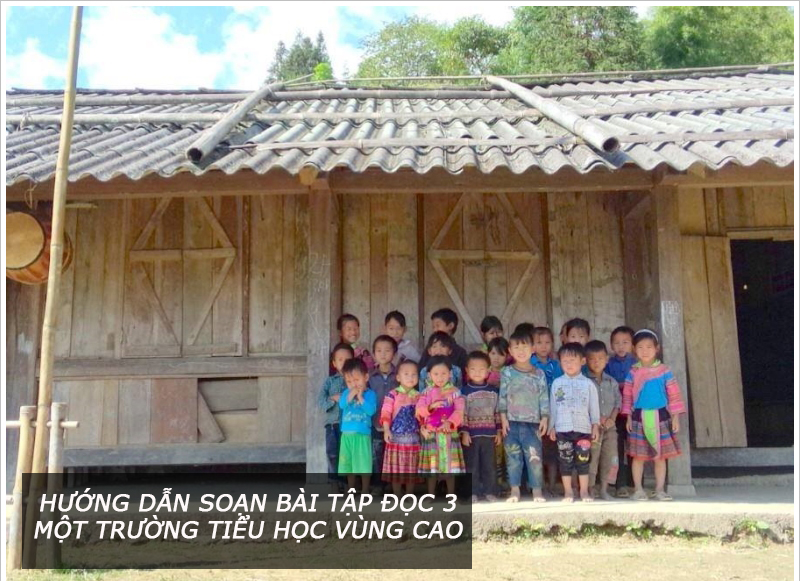 HƯỚNG DẪN SOẠN BÀI TẬP ĐỌC 3
MỘT TRƯỜNG TIỂU HỌC VÙNG CAO